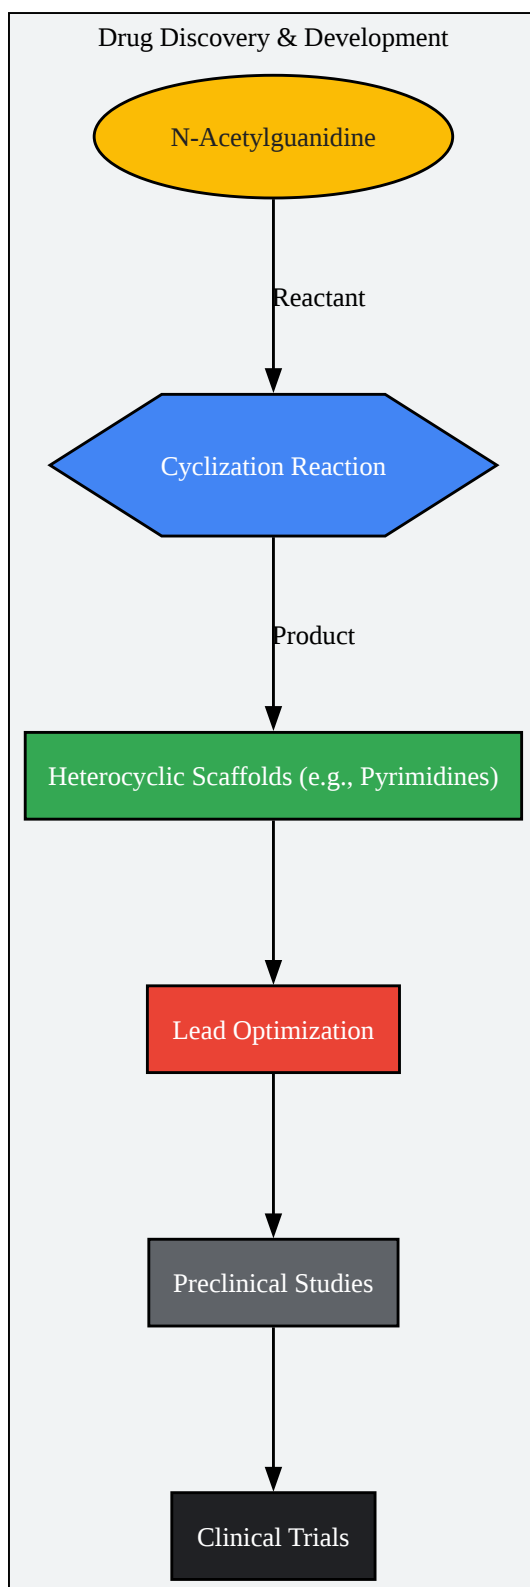 Drug Discovery & Development
N-Acetylguanidine
Reactant
Cyclization Reaction
Product
Heterocyclic Scaffolds (e.g., Pyrimidines)
Lead Optimization
Preclinical Studies
Clinical Trials